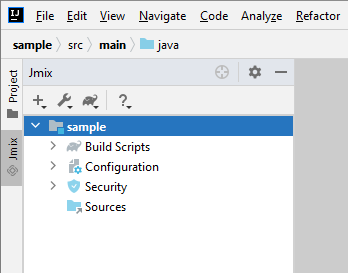 IJ File Edit View Navigate Code Analyze Refactor
sample src main java
Project
Jmix
Jmix
?
sample
Build Scripts
Configuration
Security
Sources